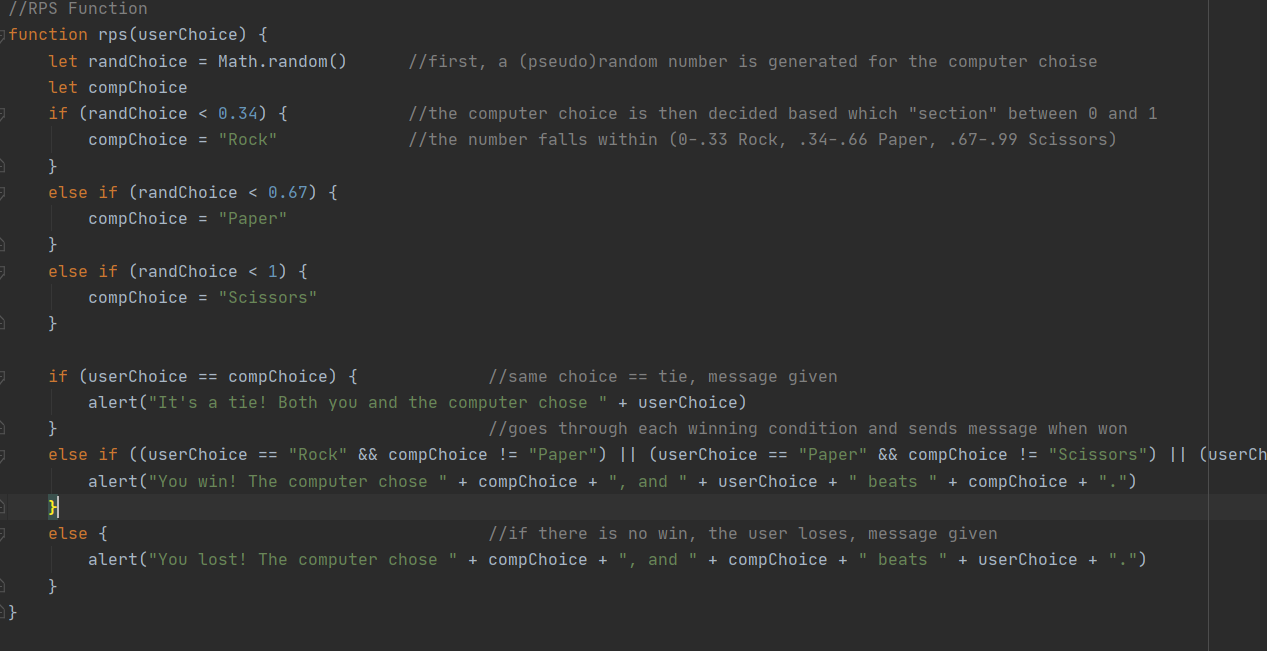 //RPS Function
function rps(userChoice) {
    let randChoice = Math.random()      //first, a (pseudo)random number is generated for the computer choise
    let compChoice
    if (randChoice < 0.34) {            //the computer choice is then decided based which "section" between 0 and 1
        compChoice = "Rock"             //the number falls within (0-.33 Rock, .34-.66 Paper, .67-.99 Scissors)
    }
    else if (randChoice < 0.67) {
        compChoice = "Paper"
    }
    else if (randChoice < 1) {
        compChoice = "Scissors"
    }
    if (userChoice == compChoice) {             //same choice == tie, message given
        alert("It's a tie! Both you and the computer chose " + userChoice)
    }                                           //goes through each winning condition and sends message when won
    else if ((userChoice == "Rock" && compChoice != "Paper") || (userChoice == "Paper" && compChoice != "Scissors") || (userCh
        alert("You win! The computer chose " + compChoice + ", and " + userChoice + " beats " + compChoice + ".")
    }
    else {                                      //if there is no win, the user loses, message given
        alert("You lost! The computer chose " + compChoice + ", and " + compChoice + " beats " + userChoice + ".")
    }
}